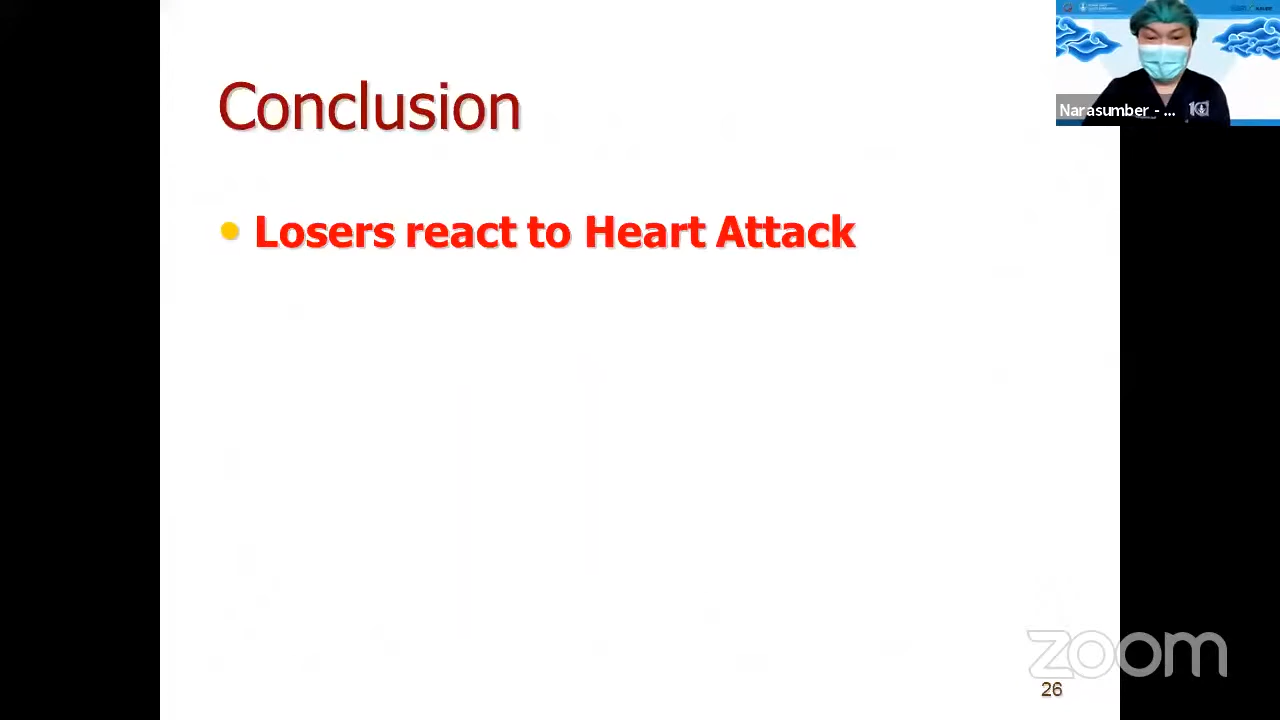 Conclusion
Narasumber - ...
• Losers react to Heart Attack
zoom
26